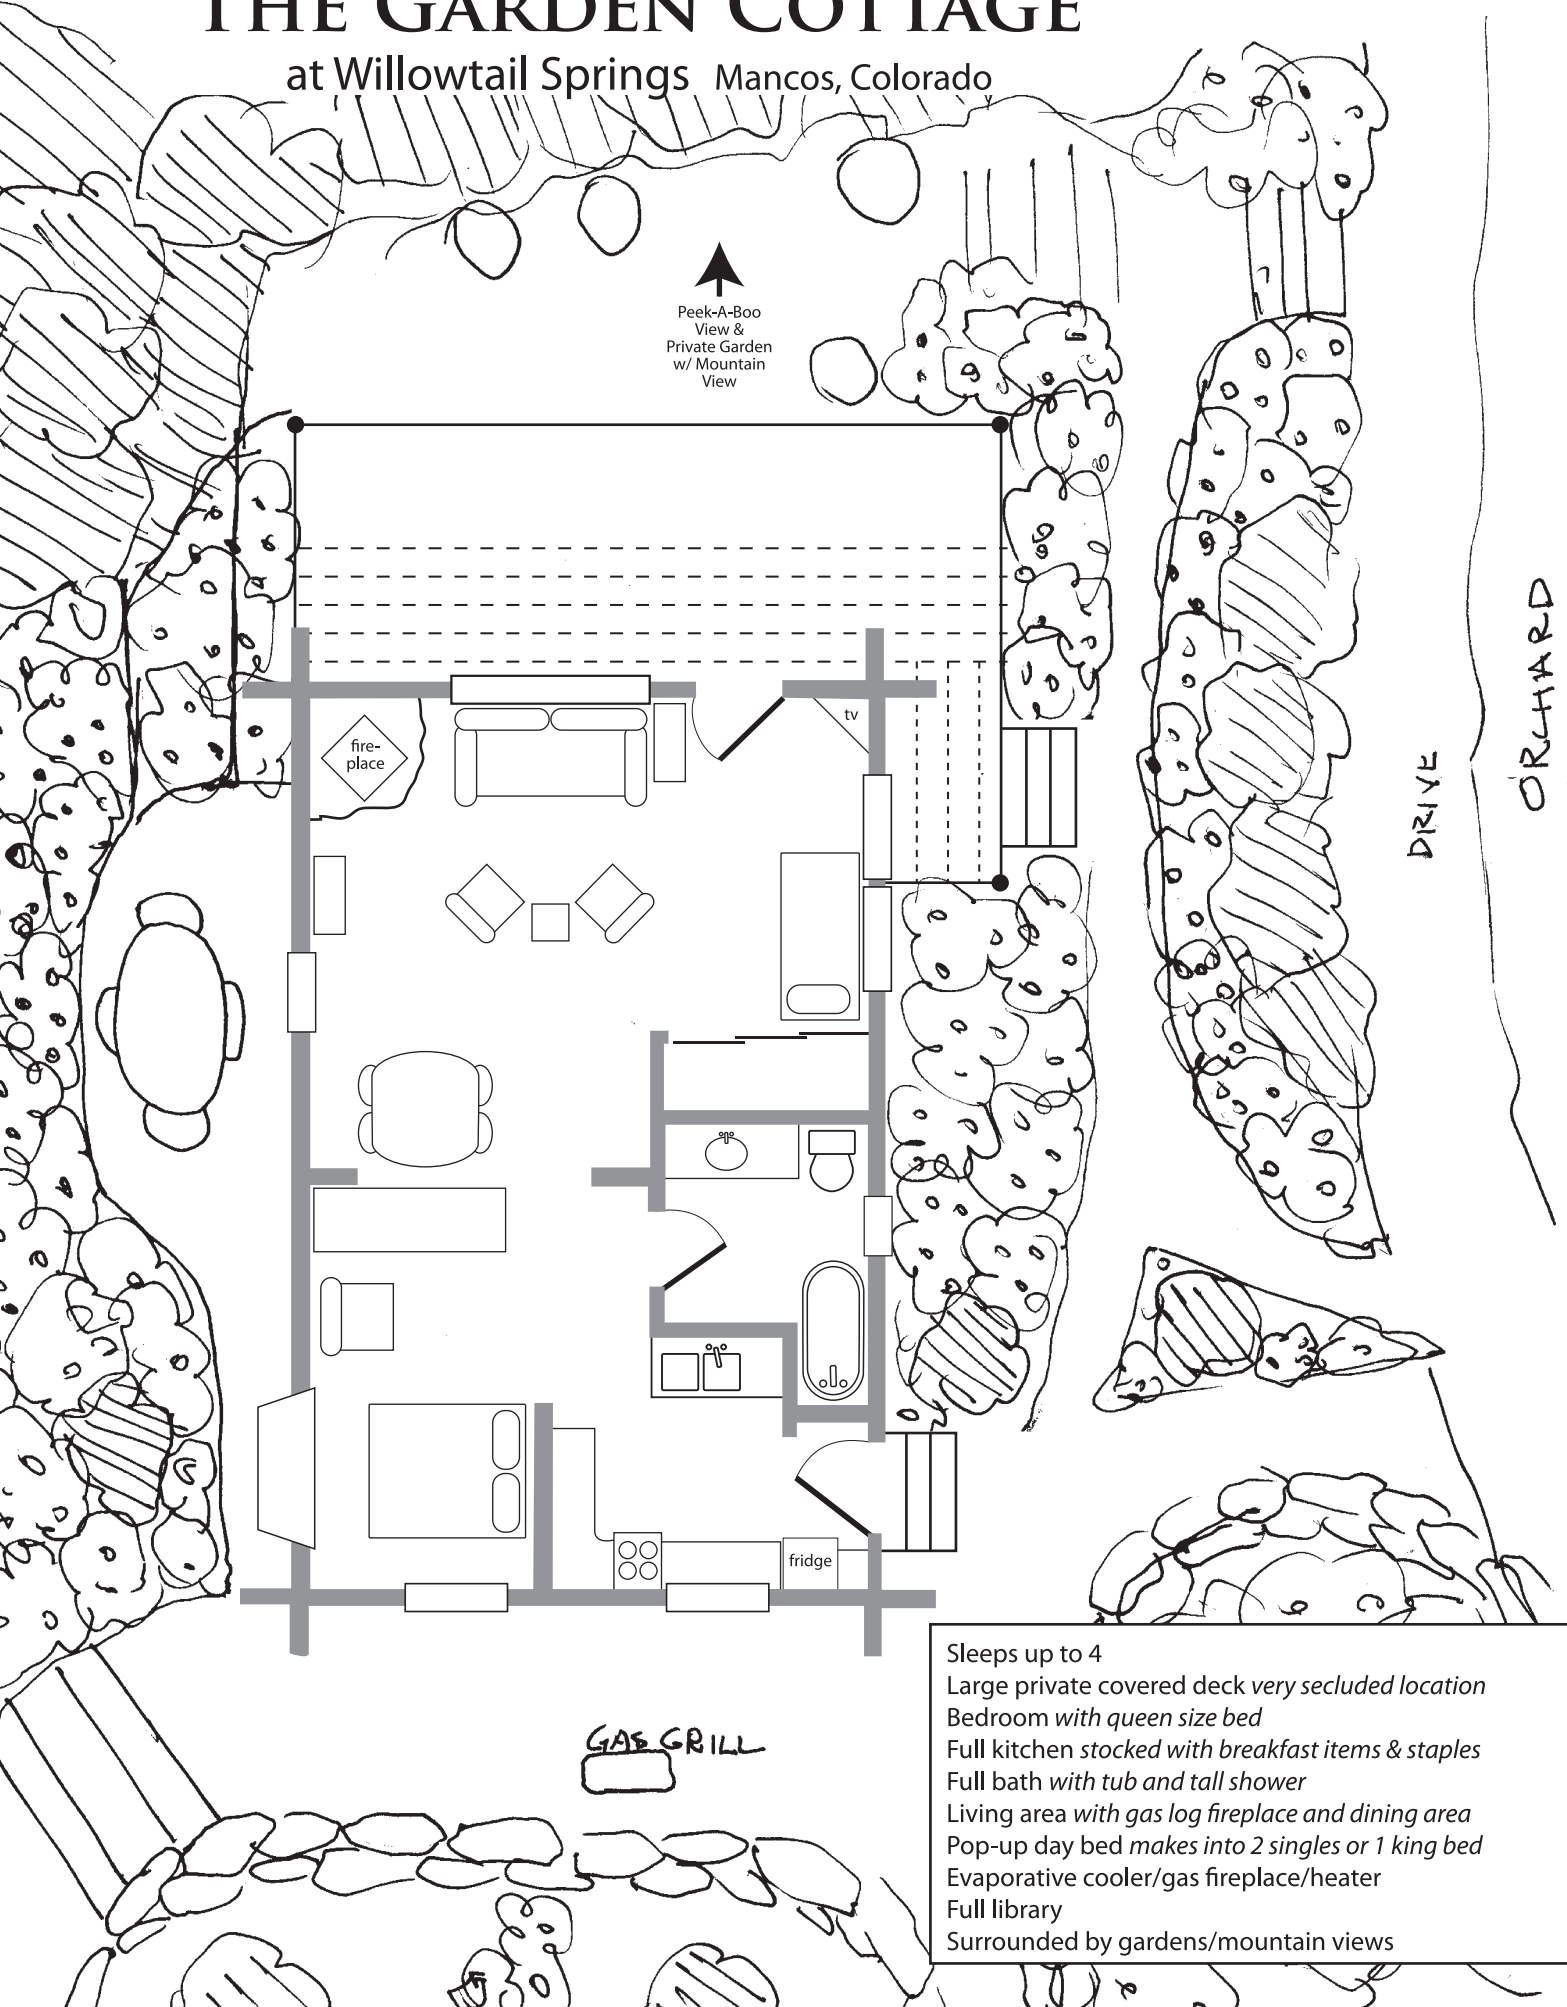 THE GARDEN COTTAGE
at Willowtail Springs Mancos, Colorado
Peek-A-Boo
View &
Private Garden
w/ Mountain
View
tv
fire-
place
DRIVE
ORCHARD
fridge
GAS GRILL
Sleeps up to 4
Large private covered deck very secluded location
Bedroom with queen size bed
Full kitchen stocked with breakfast items & staples
Full bath with tub and tall shower
Living area with gas log fireplace and dining area
Pop-up day bed makes into 2 singles or 1 king bed
Evaporative cooler/gas fireplace/heater
Full library
Surrounded by gardens/mountain views